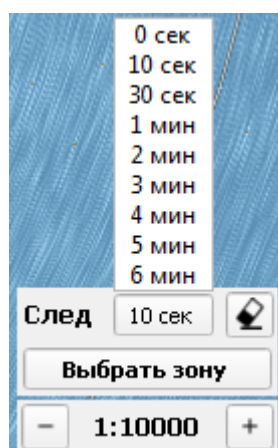 0 сек
10 сек
30 сек
1 мин
2 мин
3 мин
4 мин
5 мин
6 мин
След 10 сек
Выбрать зону
− 1:10000 +